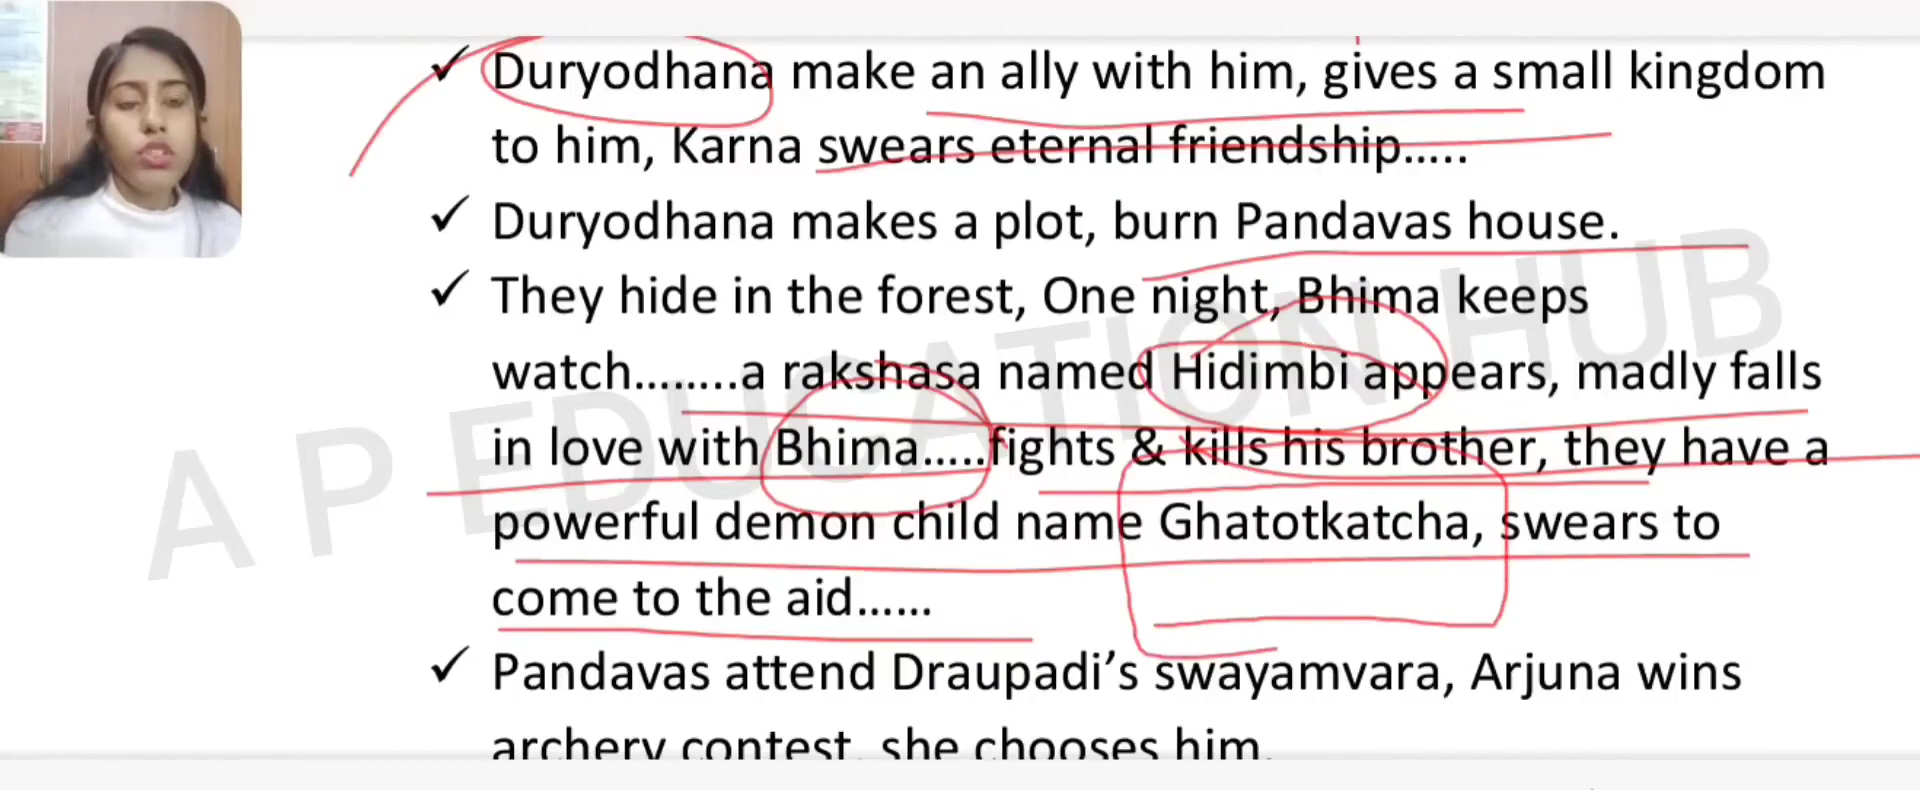 ✓ Duryodhana make an ally with him, gives a small kingdom
to him, Karna swears eternal friendship.....
✓ Duryodhana makes a plot, burn Pandavas house.
✓ They hide in the forest, One night, Bhima keeps
watch........a rakshasa named Hidimbi appears, madly falls
in love with Bhima.....fights & kills his brother, they have a
powerful demon child name Ghatotkatcha, swears to
come to the aid......
✓ Pandavas attend Draupadi’s swayamvara, Arjuna wins
archery contest, she chooses him.
A P EDUCATION HUB